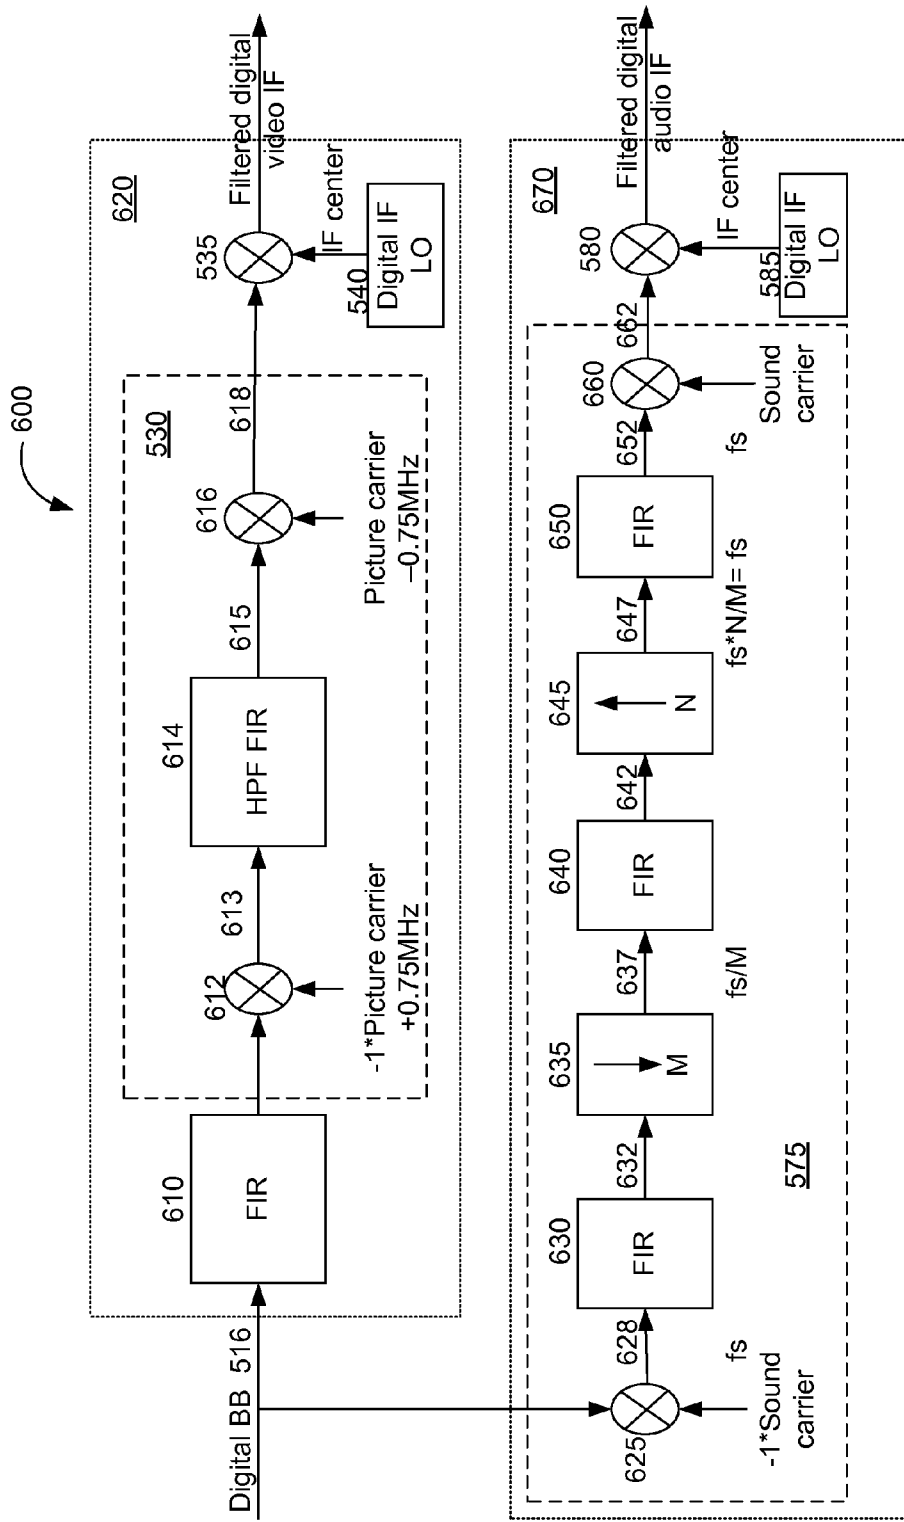 600
Digital BB 516
620
610
FIR
530
612
-1*Picture carrier
+0.75MHz
613
614
HPF FIR
615
616
Picture carrier
–0.75MHz
618
535
IF center
540
Digital IF
LO
Filtered digital
video IF
670
575
625
fs
-1*Sound
carrier
628
630
FIR
632
635
M
637
fs/M
640
FIR
642
645
N
647
fs*N/M= fs
650
FIR
652
fs
660
Sound
carrier
662
580
IF center
585
Digital IF
LO
Filtered digital
audio IF